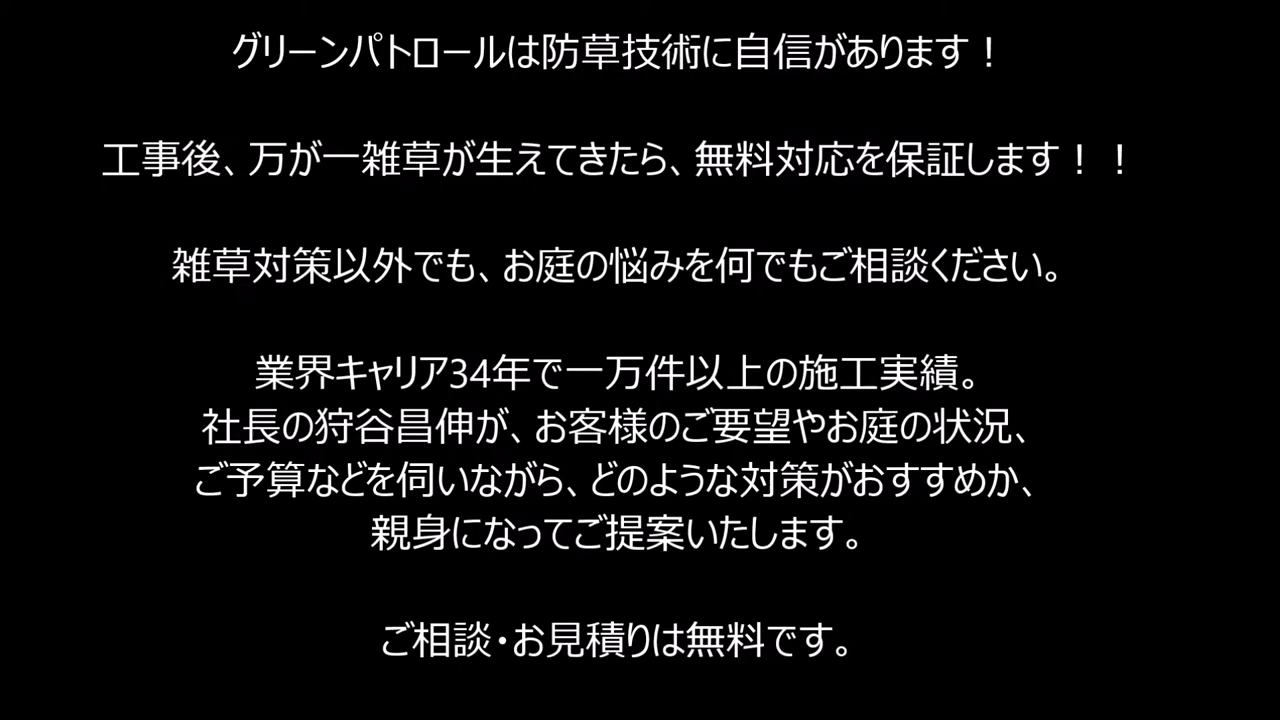 グリーンパトロールは防草技術に自信があります！
工事後、万が一雑草が生えてきたら、無料対応を保証します！！
雑草対策以外でも、お庭の悩みを何でもご相談ください。
業界キャリア34年で一万件以上の施工実績。
社長の狩谷昌伸が、お客様のご要望やお庭の状況、
ご予算などを伺いながら、どのような対策がおすすめか、
親身になってご提案いたします。
ご相談・お見積りは無料です。